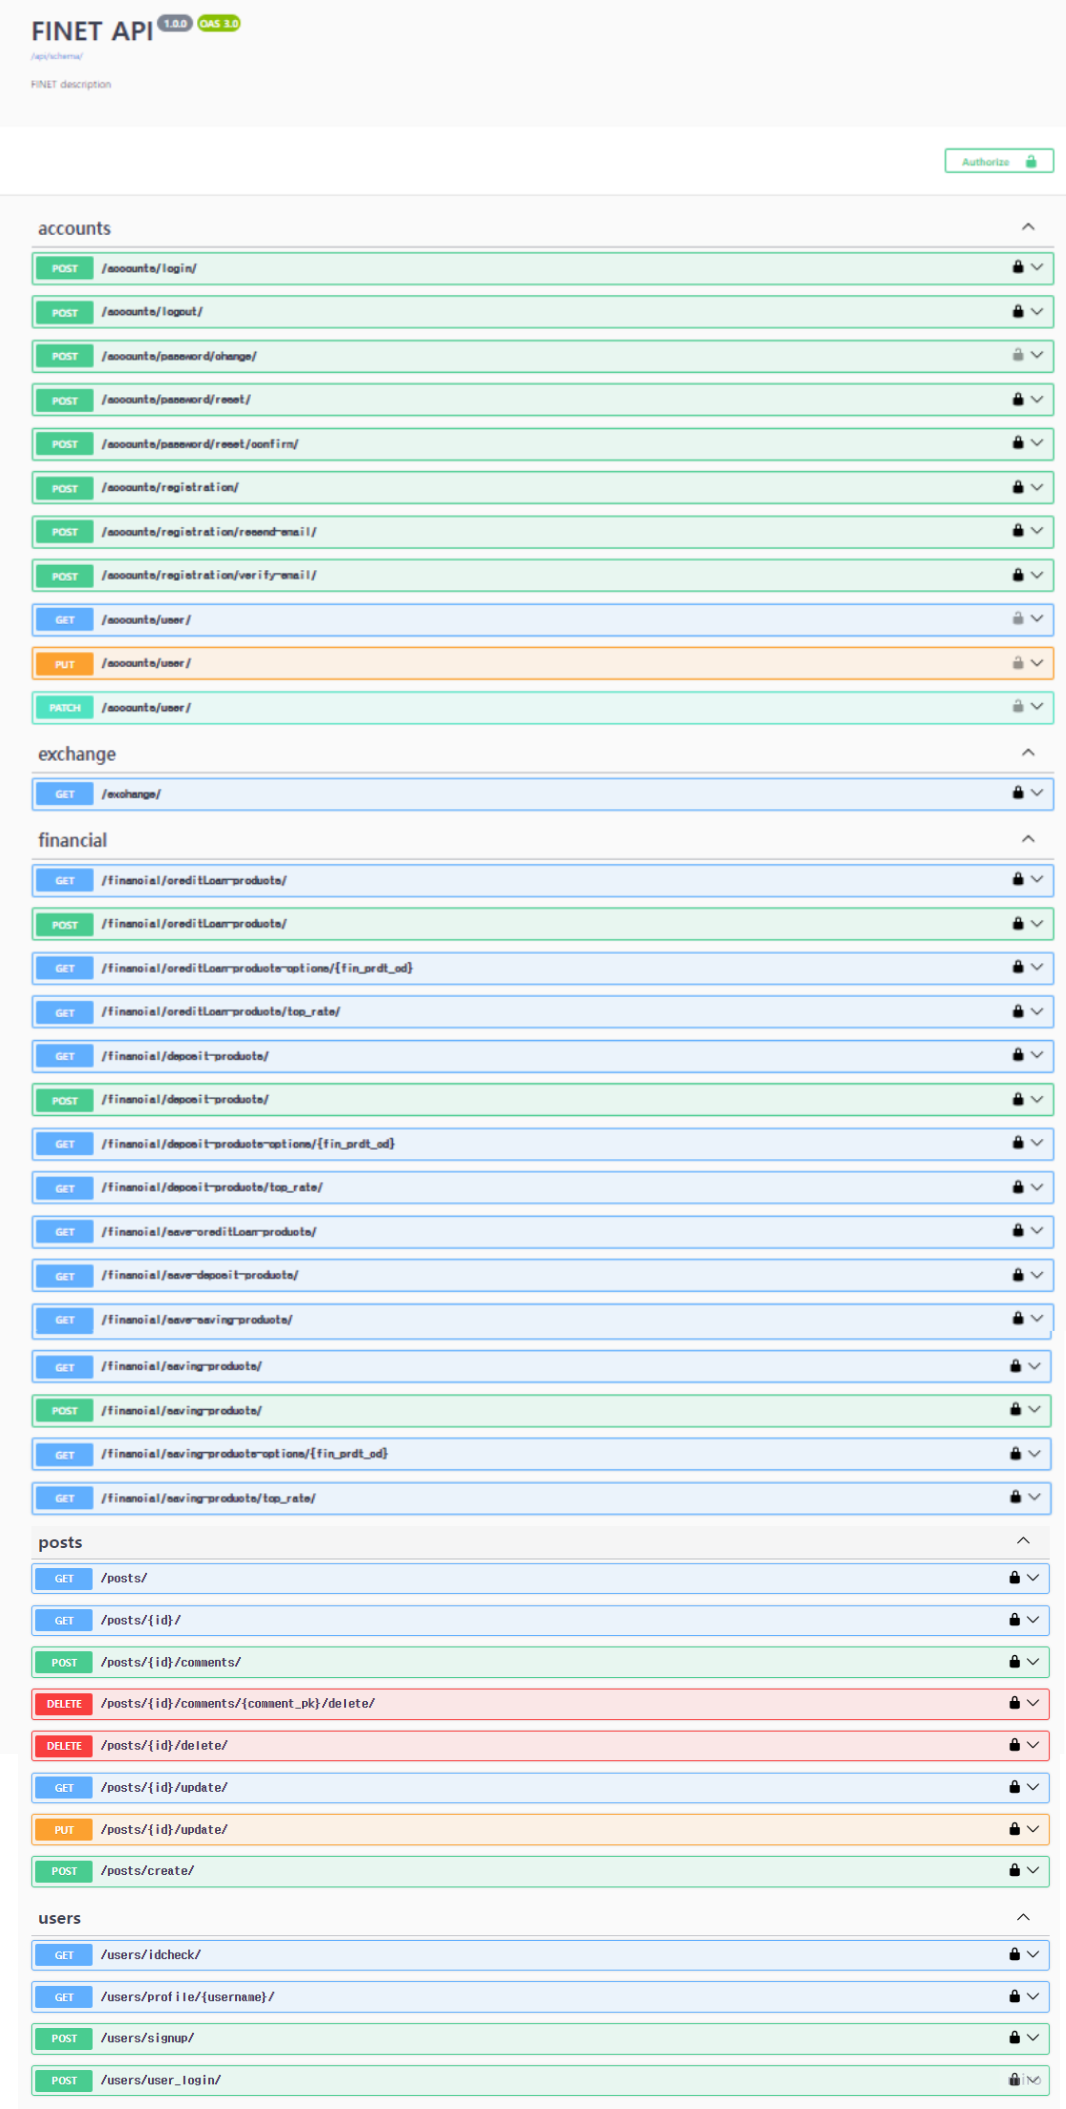 FINET API 1.0.0 OAS 3.0
/api/schema/
FINET description
Authorize
accounts
POST /accounts/login/
POST /accounts/logout/
POST /accounts/password/change/
POST /accounts/password/reset/
POST /accounts/password/reset/confirm/
POST /accounts/registration/
POST /accounts/registration/resend-email/
POST /accounts/registration/verify-email/
GET /accounts/user/
PUT /accounts/user/
PATCH /accounts/user/
exchange
GET /exchange/
financial
GET /financial/creditLoan-products/
POST /financial/creditLoan-products/
GET /financial/creditLoan-products-options/{fin_prdt_cd}
GET /financial/creditLoan-products/top_rate/
GET /financial/deposit-products/
POST /financial/deposit-products/
GET /financial/deposit-products-options/{fin_prdt_cd}
GET /financial/deposit-products/top_rate/
GET /financial/save-creditLoan-products/
GET /financial/save-deposit-products/
GET /financial/save-saving-products/
GET /financial/saving-products/
POST /financial/saving-products/
GET /financial/saving-products-options/{fin_prdt_cd}
GET /financial/saving-products/top_rate/
posts
GET /posts/
GET /posts/{id}/
POST /posts/{id}/comments/
DELETE /posts/{id}/comments/{comment_pk}/delete/
DELETE /posts/{id}/delete/
GET /posts/{id}/update/
PUT /posts/{id}/update/
POST /posts/create/
users
GET /users/idcheck/
GET /users/profile/{username}/
POST /users/signup/
POST /users/user_login/